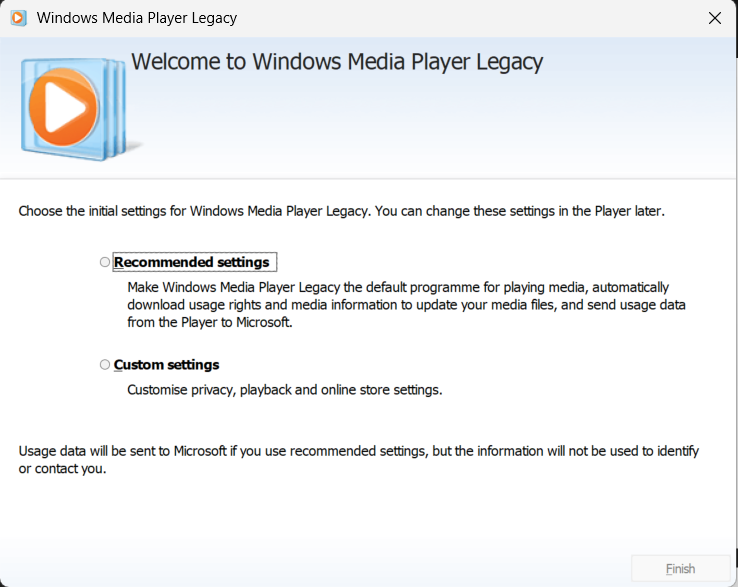 Windows Media Player Legacy
Welcome to Windows Media Player Legacy
Choose the initial settings for Windows Media Player Legacy. You can change these settings in the Player later.
Recommended settings
Make Windows Media Player Legacy the default programme for playing media, automatically
download usage rights and media information to update your media files, and send usage data
from the Player to Microsoft.
Custom settings
Customise privacy, playback and online store settings.
Usage data will be sent to Microsoft if you use recommended settings, but the information will not be used to identify
or contact you.
Finish